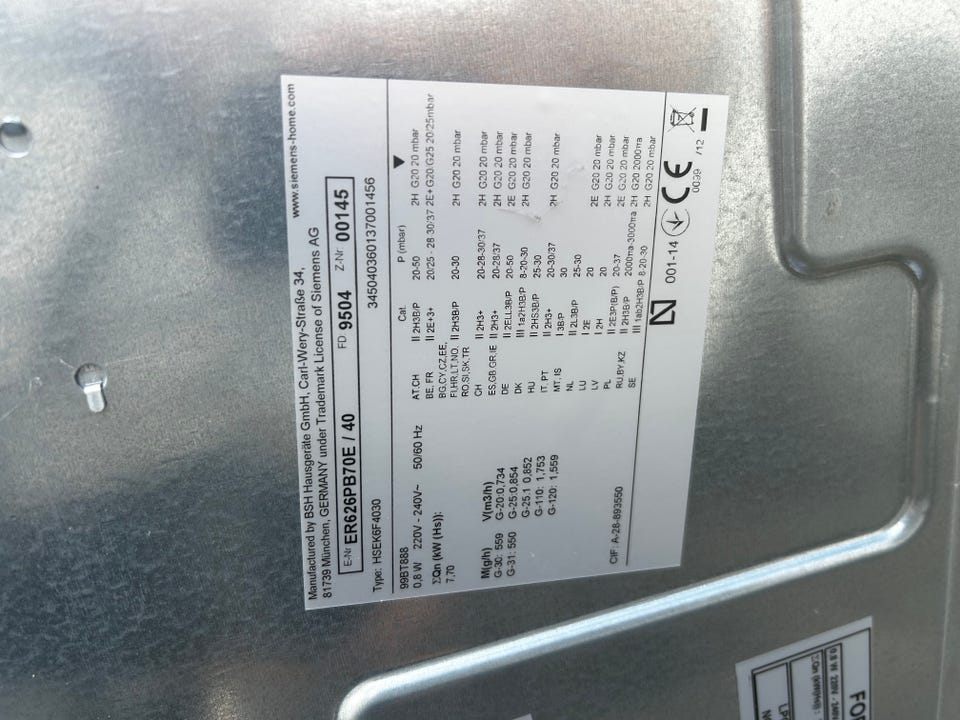 Manufactured by BSH Hausgeräte GmbH, Carl-Wery-Straße 34, www.siemens-home.com
81739 München, GERMANY under Trademark License of Siemens AG
E-Nr ER626PB70E / 40 FD 9504 Z-Nr 00145
Type: HSEK6F4030 345040360137001456
99BT888
0,8 W 220V - 240V~ 50/60 Hz
ΣQn (kW (Hs)):
7,70
M(g/h) V(m3/h)
G-30: 559 G-20:0,734
G-31: 550 G-25:0,854
G-25.1 0,852
G-110: 1,753
G-120: 1,559
CIF: A-28-893550
Cat. P (mbar)
AT,CH II 2H3B/P 20-50 2H G20 20 mbar
BE, FR II 2E+3+ 20/25 - 28 30/37 2E+G20/G25 20/25mbar
BG,CY,CZ,EE,
FI,HR,LT,NO, II 2H3B/P 20-30 2H G20 20 mbar
RO,SI,SK,TR
CH II 2H3+ 20-28-30/37 2H G20 20 mbar
ES,GB,GR,IE II 2H3+ 20-28/37 2H G20 20 mbar
DE II 2ELL3B/P 20-50 2E G20 20 mbar
DK III 1a2H3B/P 8-20-30 2H G20 20 mbar
HU II 2HS3B/P 25-30
IT, PT II 2H3+ 20-30/37 2H G20 20 mbar
MT, IS I 3B/P 30
NL II 2L3B/P 25-30
LU I 2E 20 2E G20 20 mbar
LV I 2H 20 2H G20 20 mbar
PL II 2E3P(B/P) 20-37 2E G20 20 mbar
RU,BY,KZ II 2H3B/P 2000па-3000па 2H G20 2000па
SE III 1ab2H3B/P 8-20-30 2H G20 20 mbar
001-14 CE
0099 /12
0.8 W 220V - 
ΣQn (kW(Hs)) :